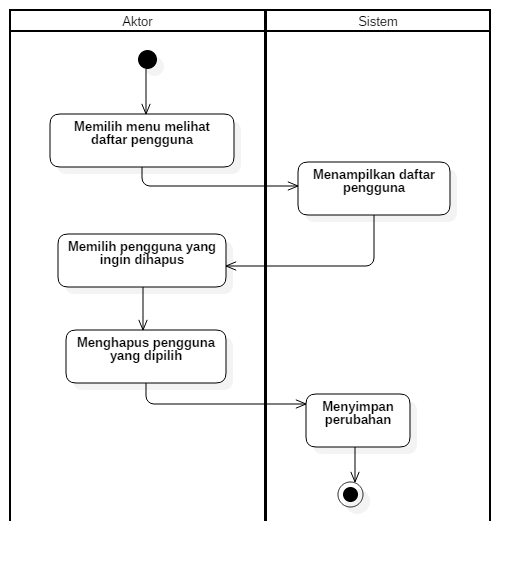 Aktor
Sistem
Memilih menu melihat
daftar pengguna
Menampilkan daftar
pengguna
Memilih pengguna yang
ingin dihapus
Menghapus pengguna
yang dipilih
Menyimpan
perubahan